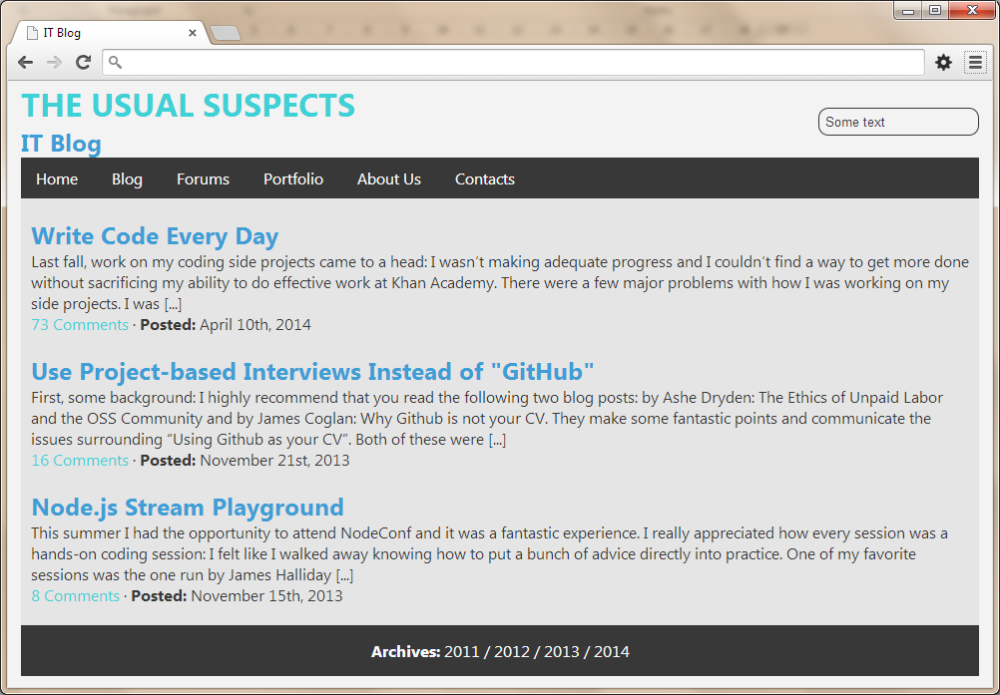 IT Blog
THE USUAL SUSPECTS
IT Blog
Some text
Home Blog Forums Portfolio About Us Contacts
Write Code Every Day
Last fall, work on my coding side projects came to a head: I wasn’t making adequate progress and I couldn’t find a way to get more done
without sacrificing my ability to do effective work at Khan Academy. There were a few major problems with how I was working on my
side projects. I was [...]
73 Comments · Posted: April 10th, 2014
Use Project-based Interviews Instead of "GitHub"
First, some background: I highly recommend that you read the following two blog posts: by Ashe Dryden: The Ethics of Unpaid Labor
and the OSS Community and by James Coglan: Why Github is not your CV. They make some fantastic points and communicate the
issues surrounding “Using Github as your CV”. Both of these were [...]
16 Comments · Posted: November 21st, 2013
Node.js Stream Playground
This summer I had the opportunity to attend NodeConf and it was a fantastic experience. I really appreciated how every session was a
hands-on coding session: I felt like I walked away knowing how to put a bunch of advice directly into practice. One of my favorite
sessions was the one run by James Halliday [...]
8 Comments · Posted: November 15th, 2013
Archives: 2011 / 2012 / 2013 / 2014